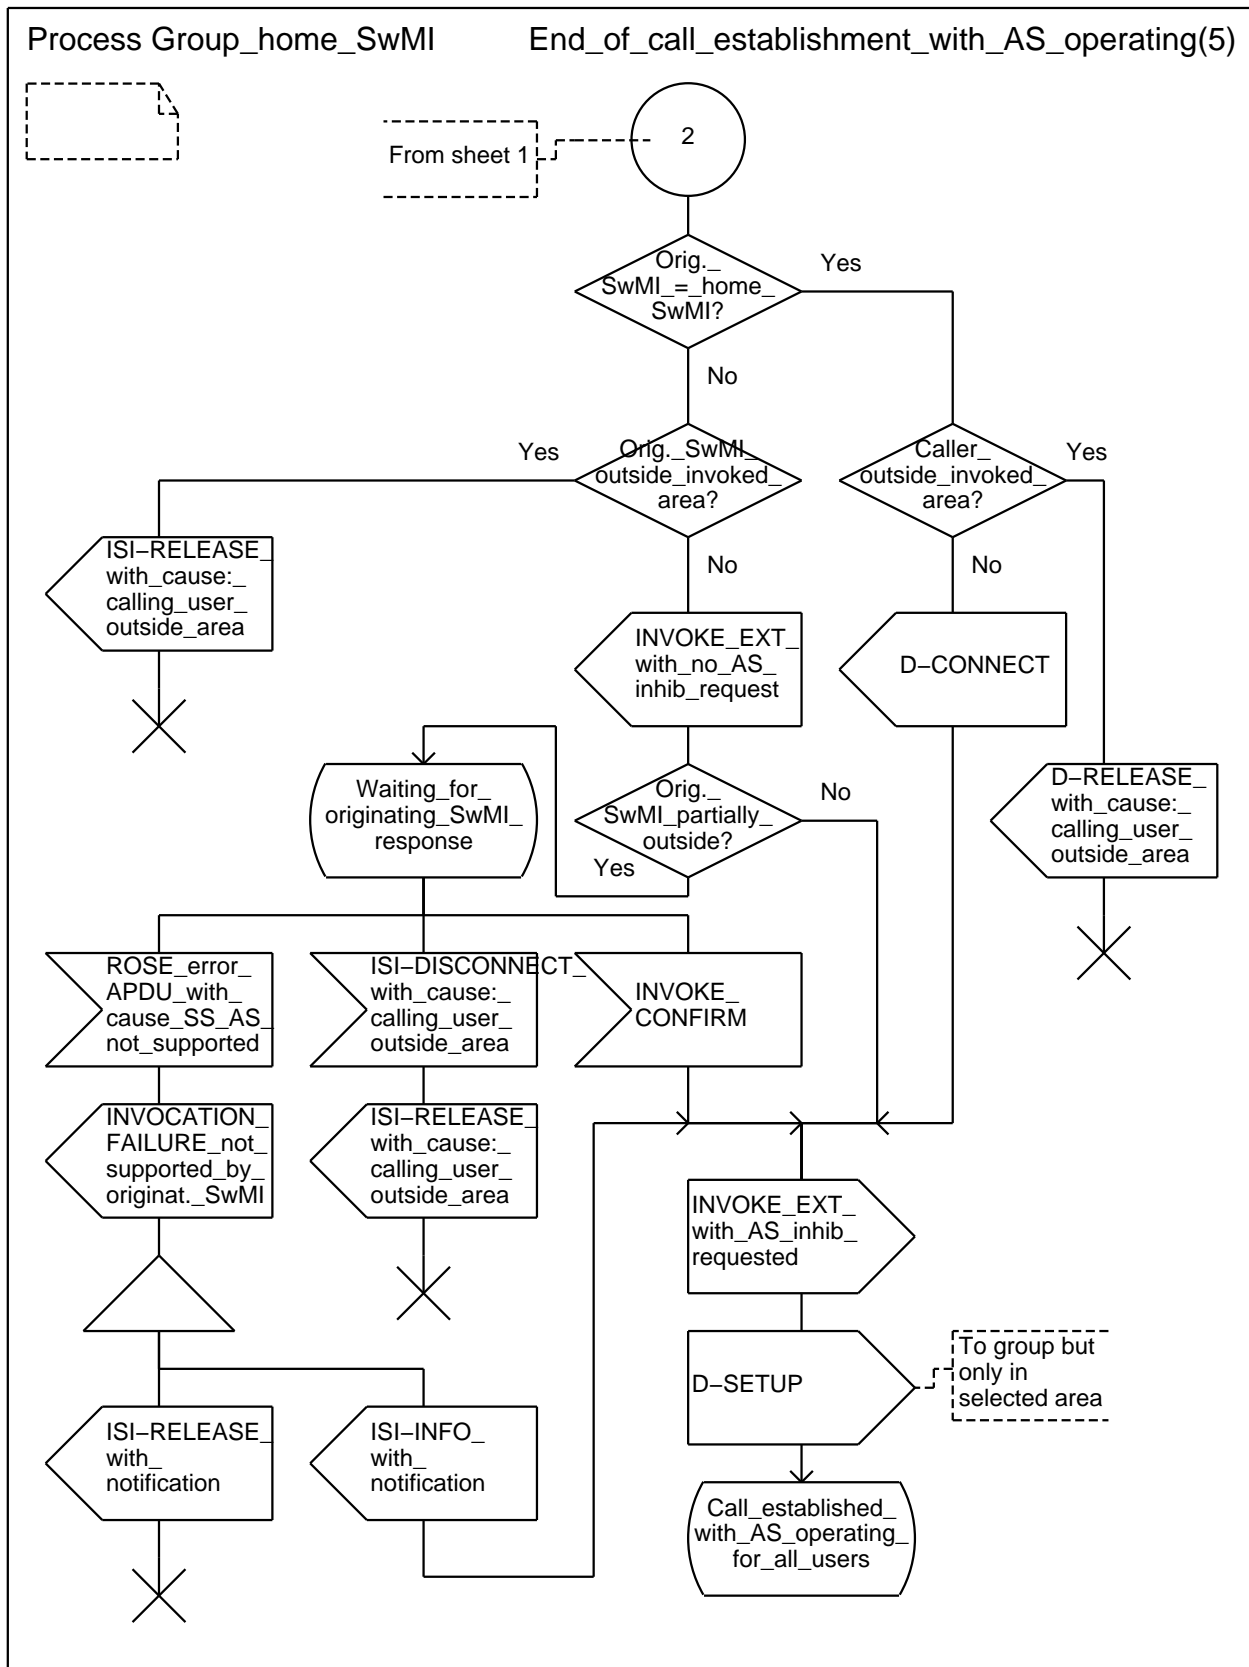 Process Group_home_SwMI
End_of_call_establishment_with_AS_operating(5)
From sheet 1
2
Orig._
SwMI_=_home_
SwMI?
Yes
No
Yes
Orig._SwMI_
outside_invoked_
area?
Caller_
outside_invoked_
area?
Yes
No
No
ISI−RELEASE_
with_cause:_
calling_user_
outside_area
INVOKE_EXT_
with_no_AS_
inhib_request
D−CONNECT
Waiting_for_
originating_SwMI_
response
Orig._
SwMI_partially_
outside?
No
Yes
D−RELEASE_
with_cause:_
calling_user_
outside_area
ROSE_error_
APDU_with_
cause_SS_AS_
not_supported
ISI−DISCONNECT_
with_cause:_
calling_user_
outside_area
INVOKE_
CONFIRM
INVOCATION_
FAILURE_not_
supported_by_
originat._SwMI
ISI−RELEASE_
with_cause:_
calling_user_
outside_area
INVOKE_EXT_
with_AS_inhib_
requested
D−SETUP
To group but
only in
selected area
ISI−RELEASE_
with_
notification
ISI−INFO_
with_
notification
Call_established_
with_AS_operating_
for_all_users